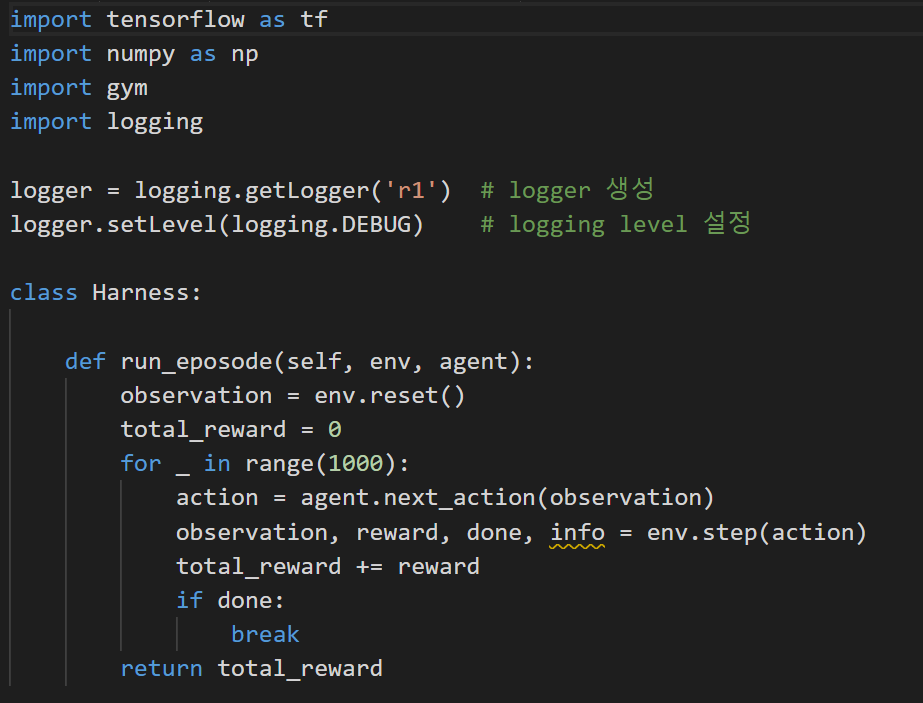 import tensorflow as tf
import numpy as np
import gym
import logging
logger = logging.getLogger('r1')  # logger 생성
logger.setLevel(logging.DEBUG)    # logging level 설정
class Harness:
    def run_eposode(self, env, agent):
        observation = env.reset()
        total_reward = 0
        for _ in range(1000):
            action = agent.next_action(observation)
            observation, reward, done, info = env.step(action)
            total_reward += reward
            if done:
                break
        return total_reward